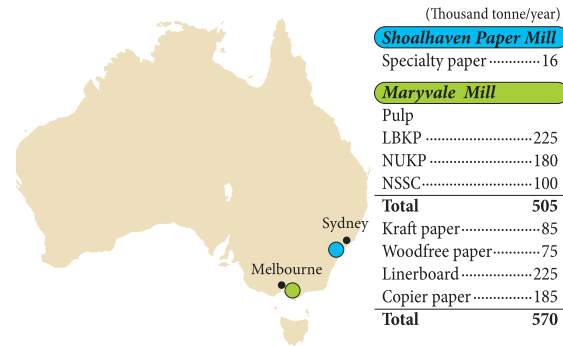 (Thousand tonne/year)
Shoalhaven Paper Mill
Specialty paper ············ 16
Maryvale Mill
Pulp
LBKP ·························· 225
NUKP ························· 180
NSSC ·························· 100
Total 505
Kraft paper ················· 85
Woodfree paper ·········· 75
Linerboard ················· 225
Copier paper ·············· 185
Total 570
Sydney
Melbourne